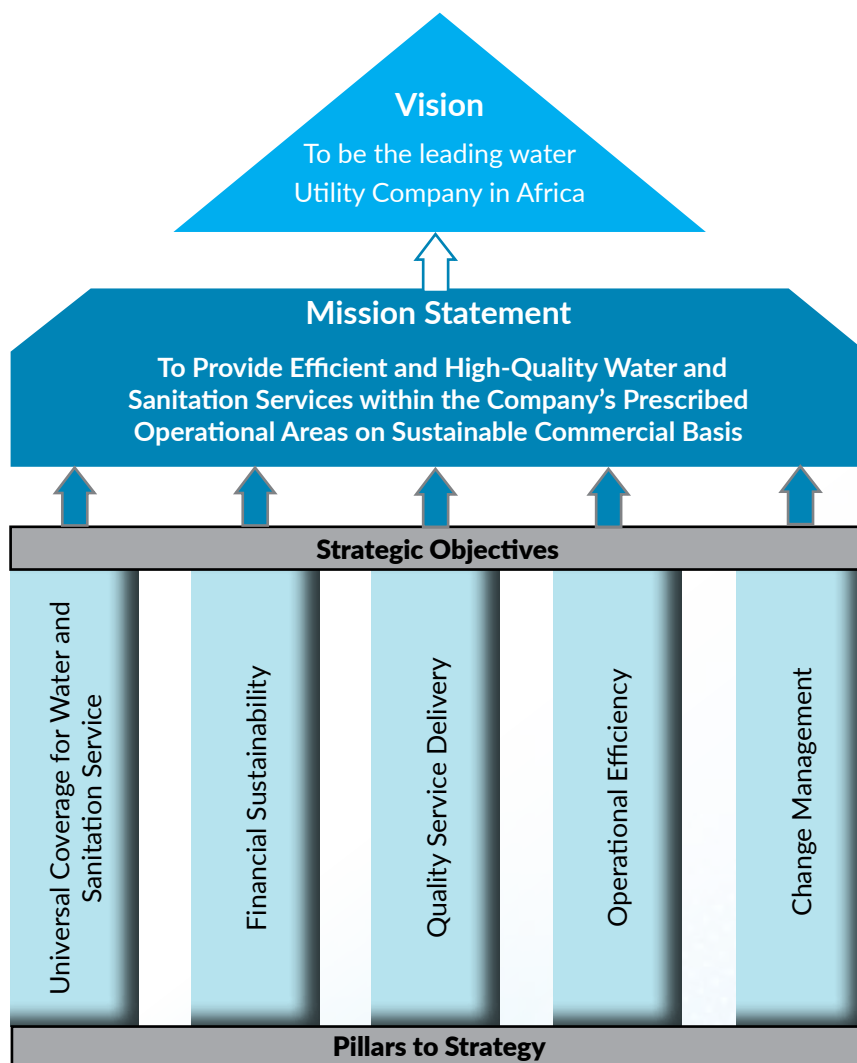 Vision
To be the leading water
Utility Company in Africa
Mission Statement
To Provide Efficient and High-Quality Water and
Sanitation Services within the Company’s Prescribed
Operational Areas on Sustainable Commercial Basis
Strategic Objectives
Universal Coverage for Water and
Sanitation Service
Financial Sustainability
Quality Service Delivery
Operational Efficiency
Change Management
Pillars to Strategy